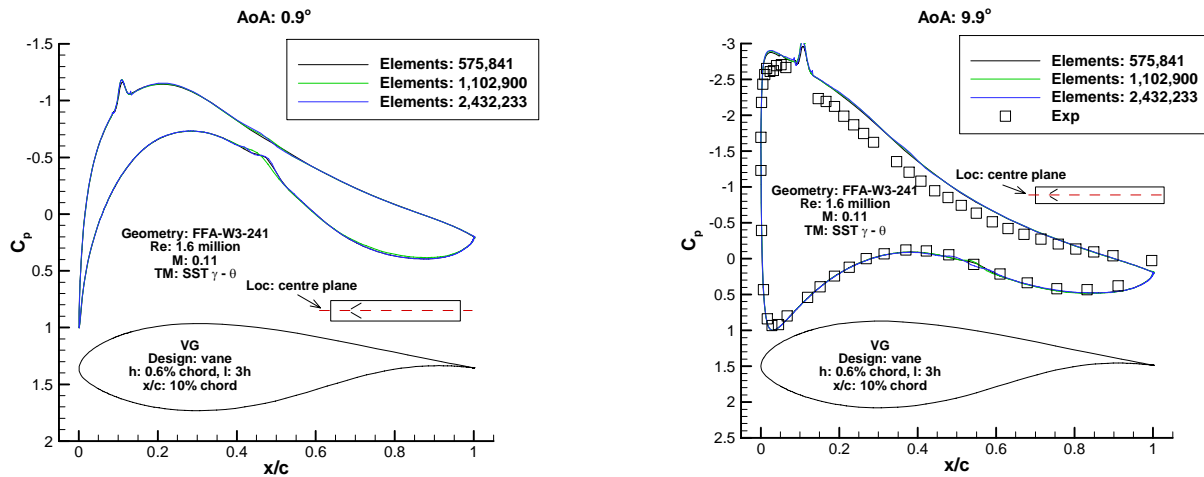 AoA: 0.9°
-1.5
-1
-0.5
0
0.5
1
1.5
2
Cp
Elements: 575,841
Elements: 1,102,900
Elements: 2,432,233
Geometry: FFA-W3-241
Re: 1.6 million
M: 0.11
TM: SST γ - θ
Loc: centre plane
VG
Design: vane
h: 0.6% chord, l: 3h
x/c: 10% chord
0 0.2 0.4 0.6 0.8 1
x/c
AoA: 9.9°
-3
-2.5
-2
-1.5
-1
-0.5
0
0.5
1
1.5
2
2.5
Cp
Elements: 575,841
Elements: 1,102,900
Elements: 2,432,233
Exp
Loc: centre plane
Geometry: FFA-W3-241
Re: 1.6 million
M: 0.11
TM: SST γ - θ
VG
Design: vane
h: 0.6% chord, l: 3h
x/c: 10% chord
0 0.2 0.4 0.6 0.8 1
x/c